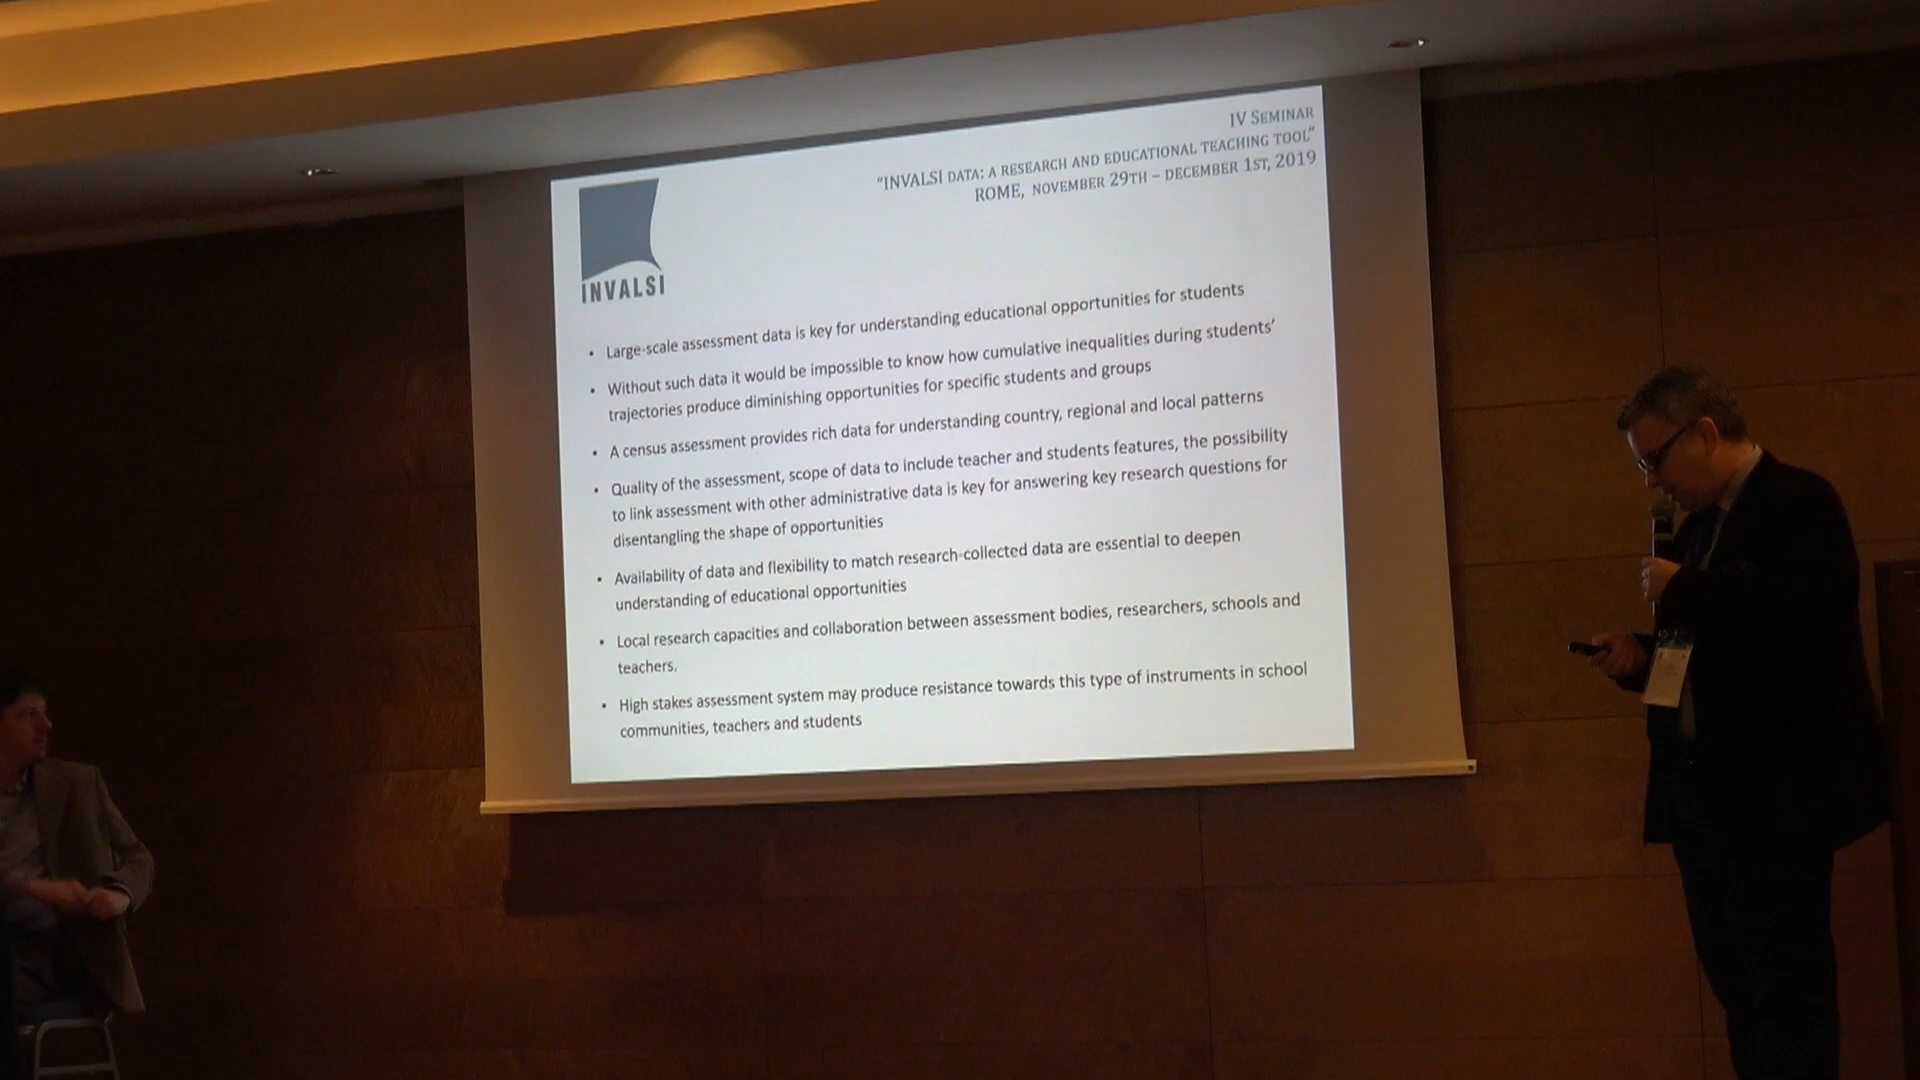 IV SEMINAR
"INVALSI DATA: A RESEARCH AND EDUCATIONAL TEACHING TOOL"
ROME, NOVEMBER 29TH – DECEMBER 1ST, 2019
INVALSI
• Large-scale assessment data is key for understanding educational opportunities for students
• Without such data it would be impossible to know how cumulative inequalities during students'
trajectories produce diminishing opportunities for specific students and groups
• A census assessment provides rich data for understanding country, regional and local patterns
• Quality of the assessment, scope of data to include teacher and students features, the possibility
to link assessment with other administrative data is key for answering key research questions for
disentangling the shape of opportunities
• Availability of data and flexibility to match research-collected data are essential to deepen
understanding of educational opportunities
• Local research capacities and collaboration between assessment bodies, researchers, schools and
teachers.
• High stakes assessment system may produce resistance towards this type of instruments in school
communities, teachers and students